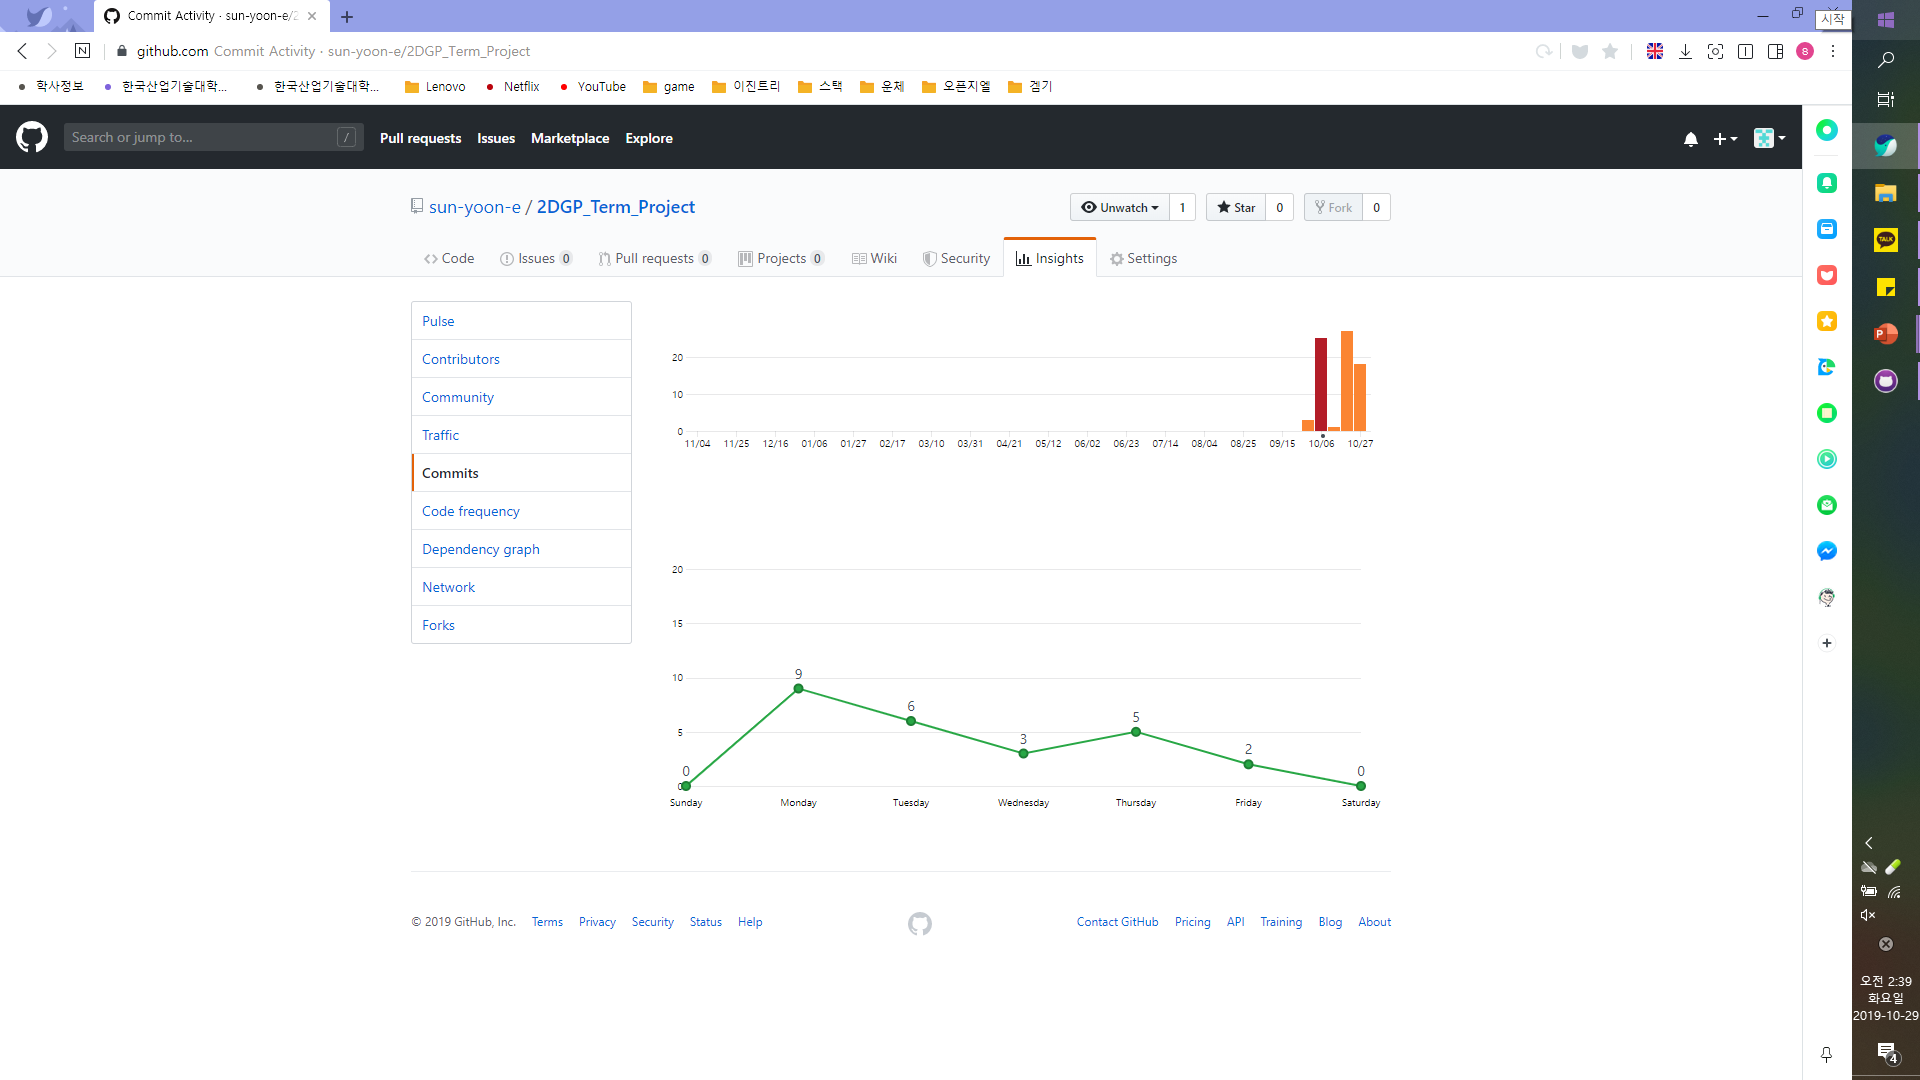 Commit Activity · sun-yoon-e/2
시작
github.com Commit Activity · sun-yoon-e/2DGP_Term_Project
8
학사정보 한국산업기술대학... 한국산업기술대학... Lenovo Netflix YouTube game 이진트리 스택 운체 오픈지엘 겜기
Search or jump to... /
Pull requests Issues Marketplace Explore
sun-yoon-e / 2DGP_Term_Project
Unwatch 1 Star 0 Fork 0
Code Issues 0 Pull requests 0 Projects 0 Wiki Security Insights Settings
Pulse
Contributors
Community
Traffic
Commits
Code frequency
Dependency graph
Network
Forks
20
10
0
11/04 11/25 12/16 01/06 01/27 02/17 03/10 03/31 04/21 05/12 06/02 06/23 07/14 08/04 08/25 09/15 10/06 10/27
20
15
10
5
0
0 9 6 3 5 2 0
Sunday Monday Tuesday Wednesday Thursday Friday Saturday
© 2019 GitHub, Inc. Terms Privacy Security Status Help
Contact GitHub Pricing API Training Blog About
TALK
P
오전 2:39
화요일
2019-10-29
4